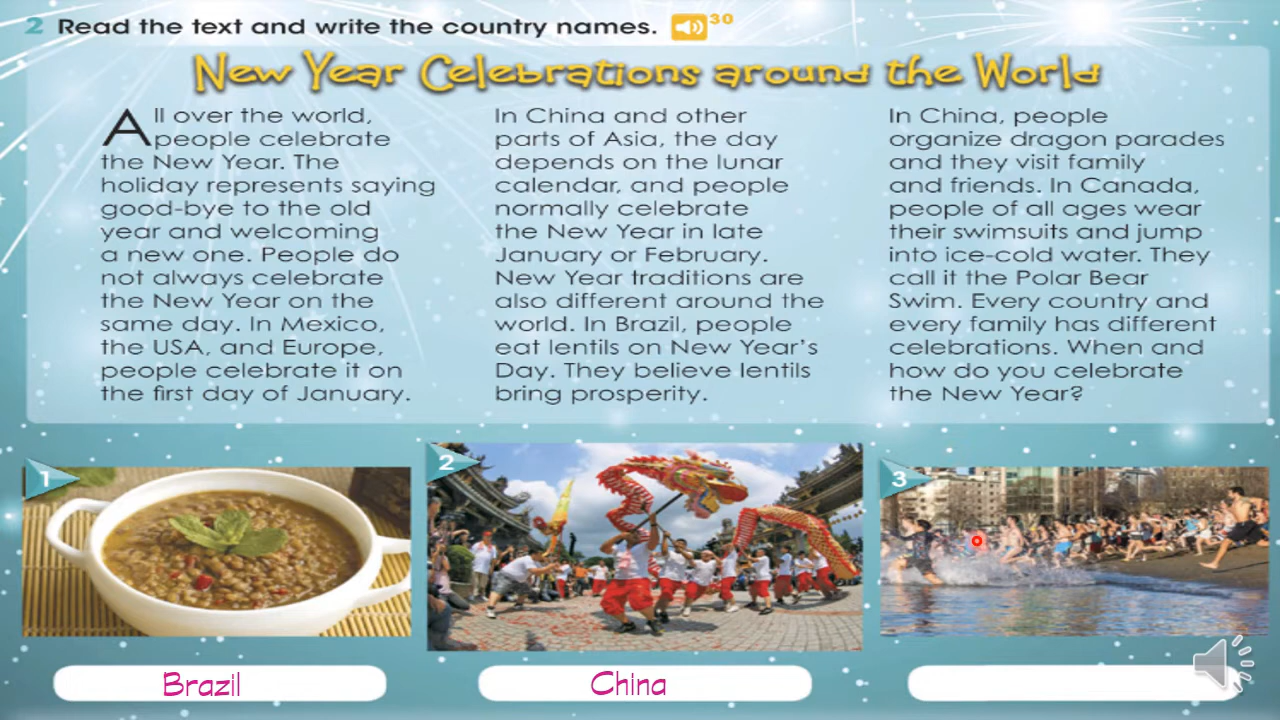 2 Read the text and write the country names. 30
New Year Celebrations around the World
All over the world,
people celebrate
the New Year. The
holiday represents saying
good-bye to the old
year and welcoming
a new one. People do
not always celebrate
the New Year on the
same day. In Mexico,
the USA, and Europe,
people celebrate it on
the first day of January.
In China and other
parts of Asia, the day
depends on the lunar
calendar, and people
normally celebrate
the New Year in late
January or February.
New Year traditions are
also different around the
world. In Brazil, people
eat lentils on New Year's
Day. They believe lentils
bring prosperity.
In China, people
organize dragon parades
and they visit family
and friends. In Canada,
people of all ages wear
their swimsuits and jump
into ice-cold water. They
call it the Polar Bear
Swim. Every country and
every family has different
celebrations. When and
how do you celebrate
the New Year?
1
2
3
Brazil
China